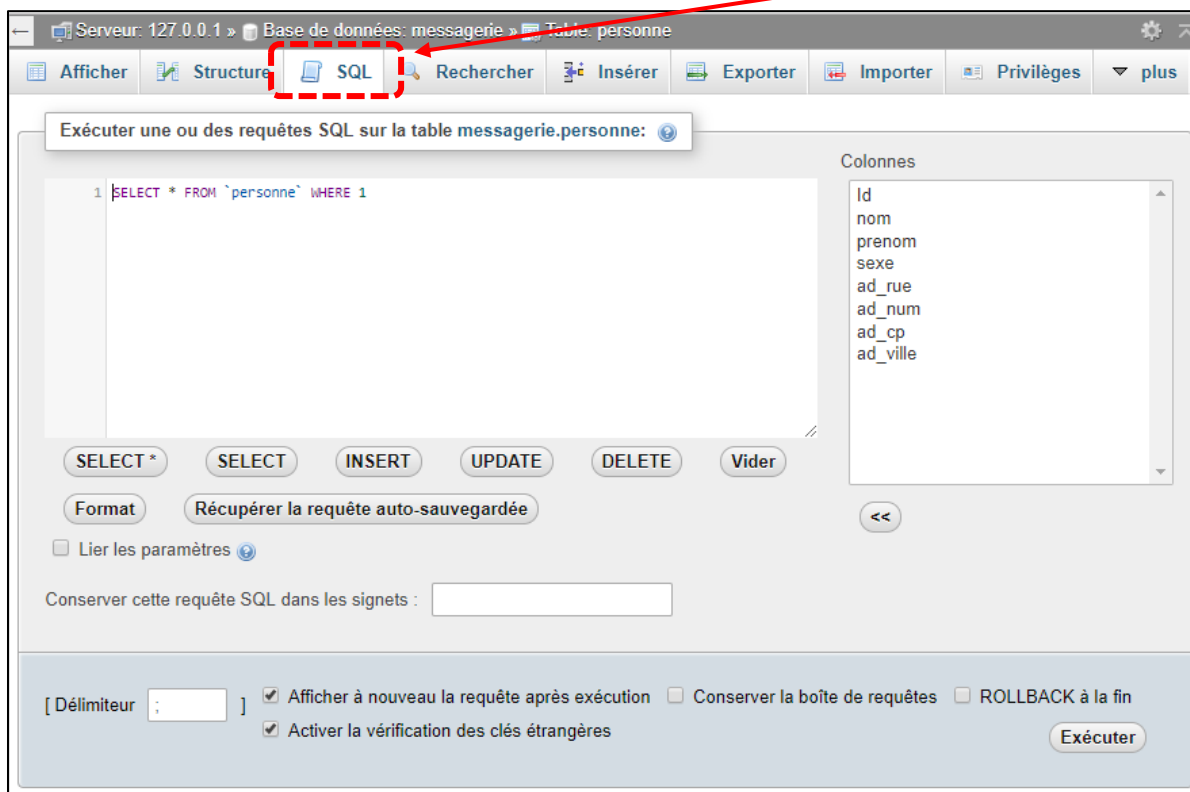 ← Serveur: 127.0.0.1 » Base de données: messagerie » Table: personne
Afficher Structure SQL Rechercher Insérer Exporter Importer Privilèges plus
Exécuter une ou des requêtes SQL sur la table messagerie.personne:
Colonnes
1 SELECT * FROM `personne` WHERE 1
Id
nom
prenom
sexe
ad_rue
ad_num
ad_cp
ad_ville
SELECT * SELECT INSERT UPDATE DELETE Vider
Format Récupérer la requête auto-sauvegardée
<<
Lier les paramètres
Conserver cette requête SQL dans les signets :
[ Délimiteur ; ] Afficher à nouveau la requête après exécution Conserver la boîte de requêtes ROLLBACK à la fin
Activer la vérification des clés étrangères
Exécuter